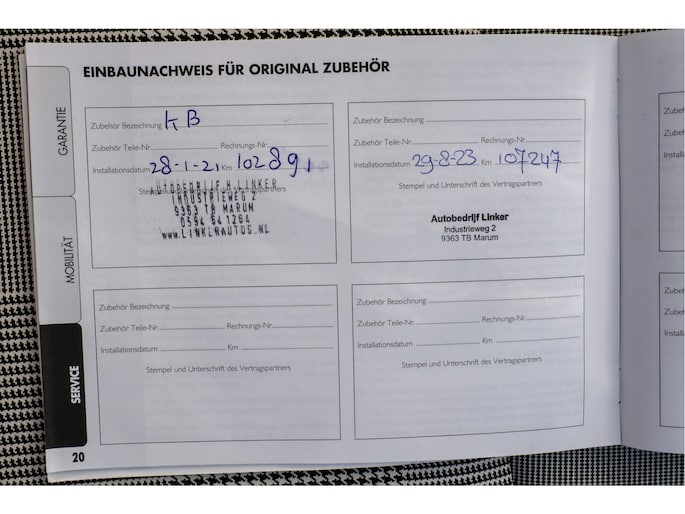 EINBAUNACHWEIS FÜR ORIGINAL ZUBEHÖR
GARANTIE
MOBILITÄT
SERVICE
Zubehör Bezeichnung KB
Zubehör Teile-Nr. Rechnungs-Nr.
Installationsdatum 28-1-21 Km 102891
AUTOBEDRIJF H. LINKER
INDUSTRIEWEG 2
9363 TB MARUM
0594 641264
www.LINKENAUTOS.NL
Zubehör Bezeichnung
Zubehör Teile-Nr. Rechnungs-Nr.
Installationsdatum 29-8-23 Km 107247
Stempel und Unterschrift des Vertragspartners
Autobedrijf Linker
Industrieweg 2
9363 TB Marum
Zubehör Bezeichnung
Zubehör Teile-Nr. Rechnungs-Nr.
Installationsdatum Km
Stempel und Unterschrift des Vertragspartners
Zubehör Bezeichnung
Zubehör Teile-Nr. Rechnungs-Nr.
Installationsdatum Km
Stempel und Unterschrift des Vertragspartners
20